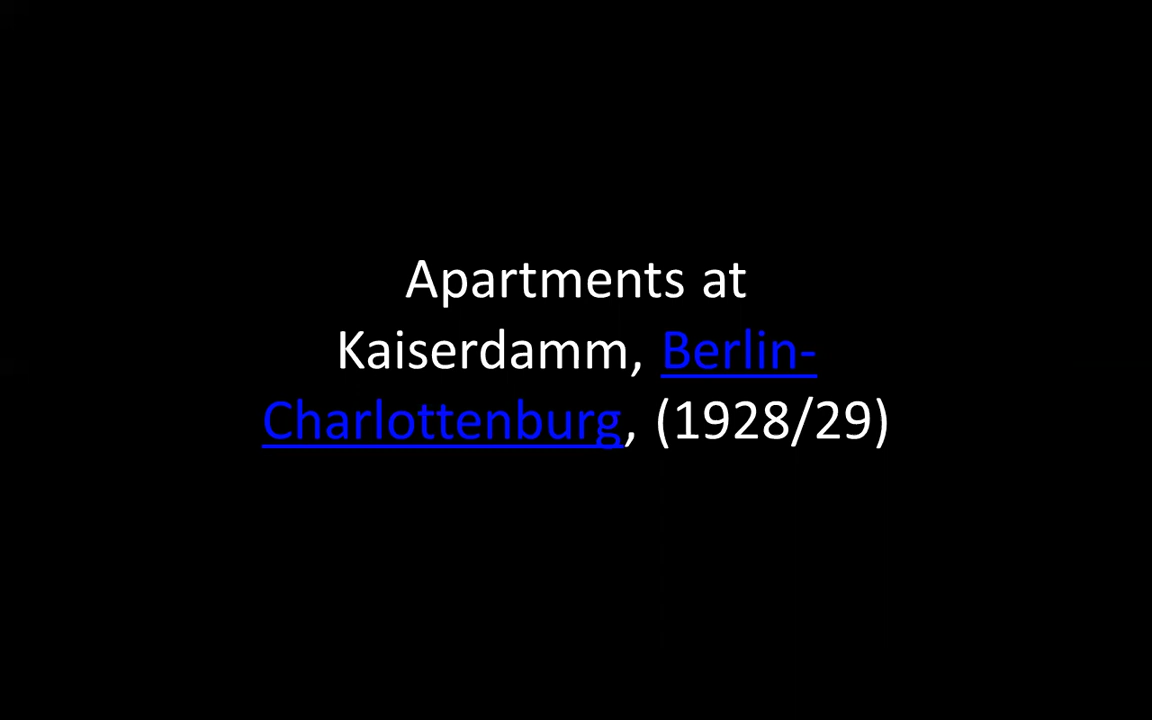 Apartments at
Kaiserdamm, Berlin-
Charlottenburg, (1928/29)